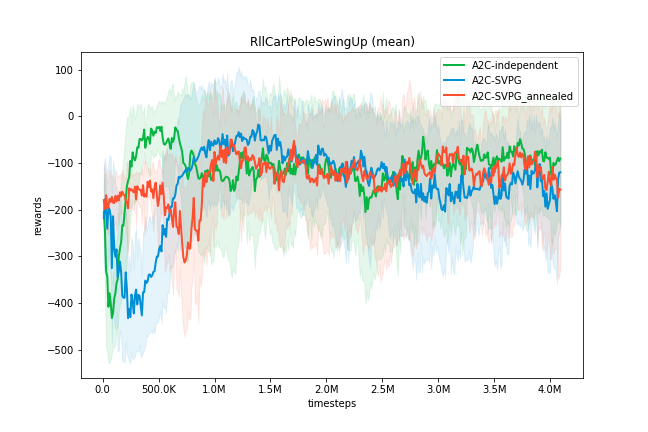 RllCartPoleSwingUp (mean)
A2C-independent
A2C-SVPG
A2C-SVPG_annealed
rewards
100
0
−100
−200
−300
−400
−500
0.0 500.0K 1.0M 1.5M 2.0M 2.5M 3.0M 3.5M 4.0M
timesteps